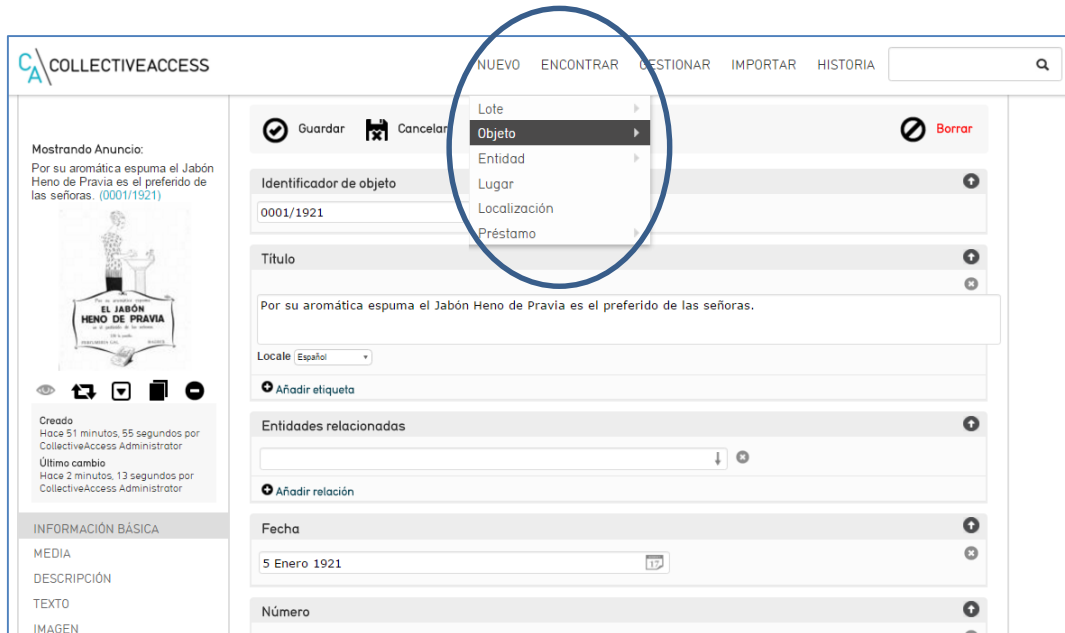 CA COLLECTIVEACCESS
NUEVO ENCONTRAR GESTIONAR IMPORTAR HISTORIA
Lote
Objeto
Entidad
Lugar
Localización
Préstamo
Mostrando Anuncio:
Por su aromática espuma el Jabón
Heno de Pravia es el preferido de
las señoras. (0001/1921)
EL JABÓN
HENO DE PRAVIA
Creado
Hace 51 minutos, 55 segundos por
CollectiveAccess Administrator
Último cambio
Hace 2 minutos, 13 segundos por
CollectiveAccess Administrator
INFORMACIÓN BÁSICA
MEDIA
DESCRIPCIÓN
TEXTO
IMAGEN
Guardar Cancelar Borrar
Identificador de objeto
0001/1921
Título
Por su aromática espuma el Jabón Heno de Pravia es el preferido de las señoras.
Locale Español
Añadir etiqueta
Entidades relacionadas
Añadir relación
Fecha
5 Enero 1921
17
Número